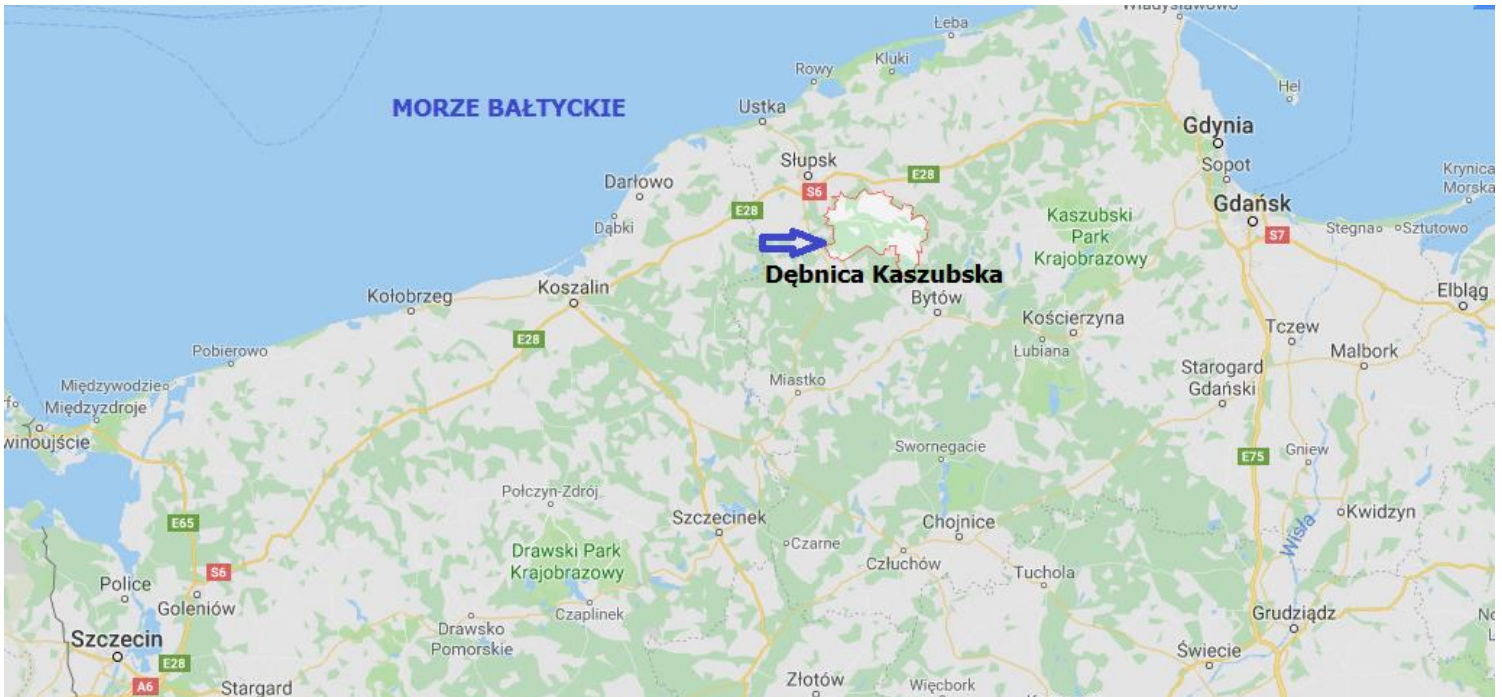 Władysławowo
Łeba
Kluki
Rowy
Hel
MORZE BAŁTYCKIE
Ustka
Gdynia
Słupsk
Sopot
Krynica
Morska
E28
Darłowo
S6
Gdańsk
E28
Kaszubski
Park
Krajobrazowy
Dąbki
S7
Stegna
Sztutowo
Dębnica Kaszubska
Koszalin
Kołobrzeg
Bytów
Elbląg
Kościerzyna
Tczew
E28
Łubiana
Malbork
Pobierowo
Starogard
Gdański
Miastko
Międzywodzie
Międzyzdroje
winoujście
Swornegacie
Gniew
E75
Połczyn-Zdrój
Szczecinek
Chojnice
Kwidzyn
E65
Wisła
Czarne
Drawski Park
Krajobrazowy
Człuchów
S6
Tuchola
Police
Goleniów
Czaplinek
Grudziądz
Drawsko
Pomorskie
Szczecin
Świecie
E28
Złotów
A6
Stargard
Więcbork